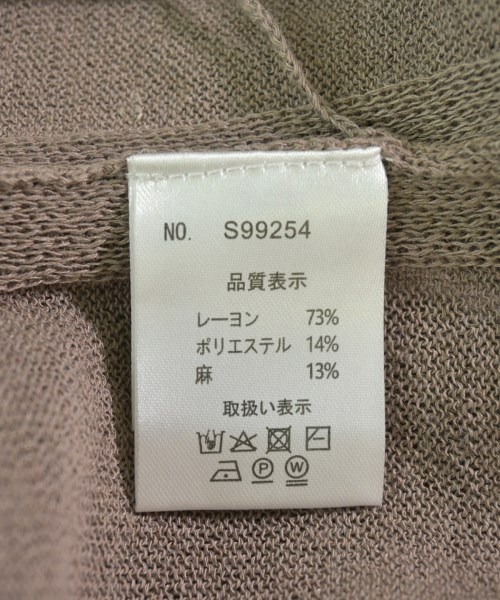 NO. S99254
品質表示
レーヨン 73%
ポリエステル 14%
麻 13%
取扱い表示
P W